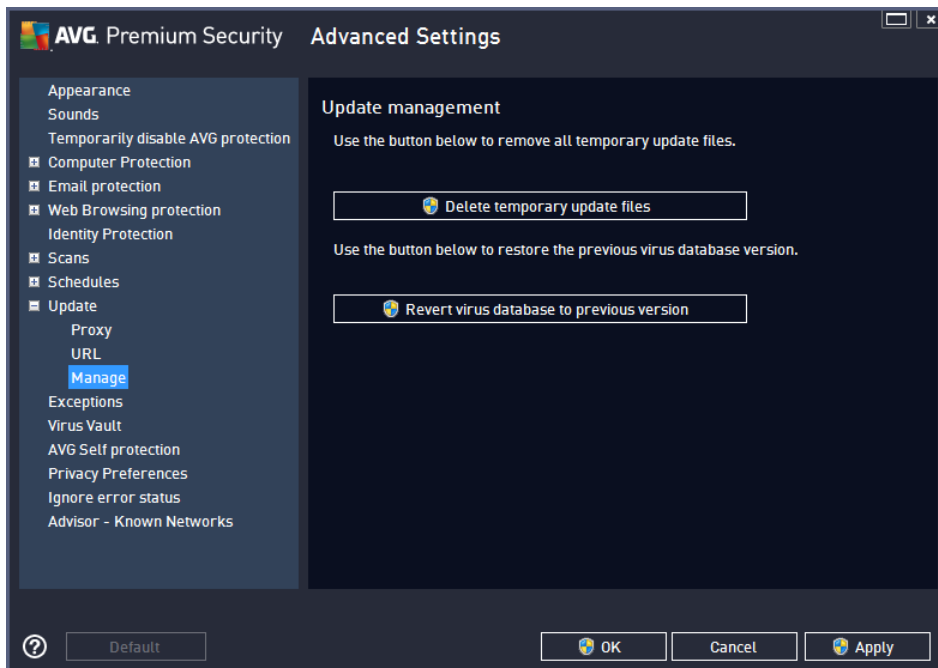 AVG. Premium Security
Advanced Settings
Appearance
Sounds
Temporarily disable AVG protection
Computer Protection
Email protection
Web Browsing protection
Identity Protection
Scans
Schedules
Update
Proxy
URL
Manage
Exceptions
Virus Vault
AVG Self protection
Privacy Preferences
Ignore error status
Advisor - Known Networks
Update management
Use the button below to remove all temporary update files.
Delete temporary update files
Use the button below to restore the previous virus database version.
Revert virus database to previous version
?
Default
OK
Cancel
Apply